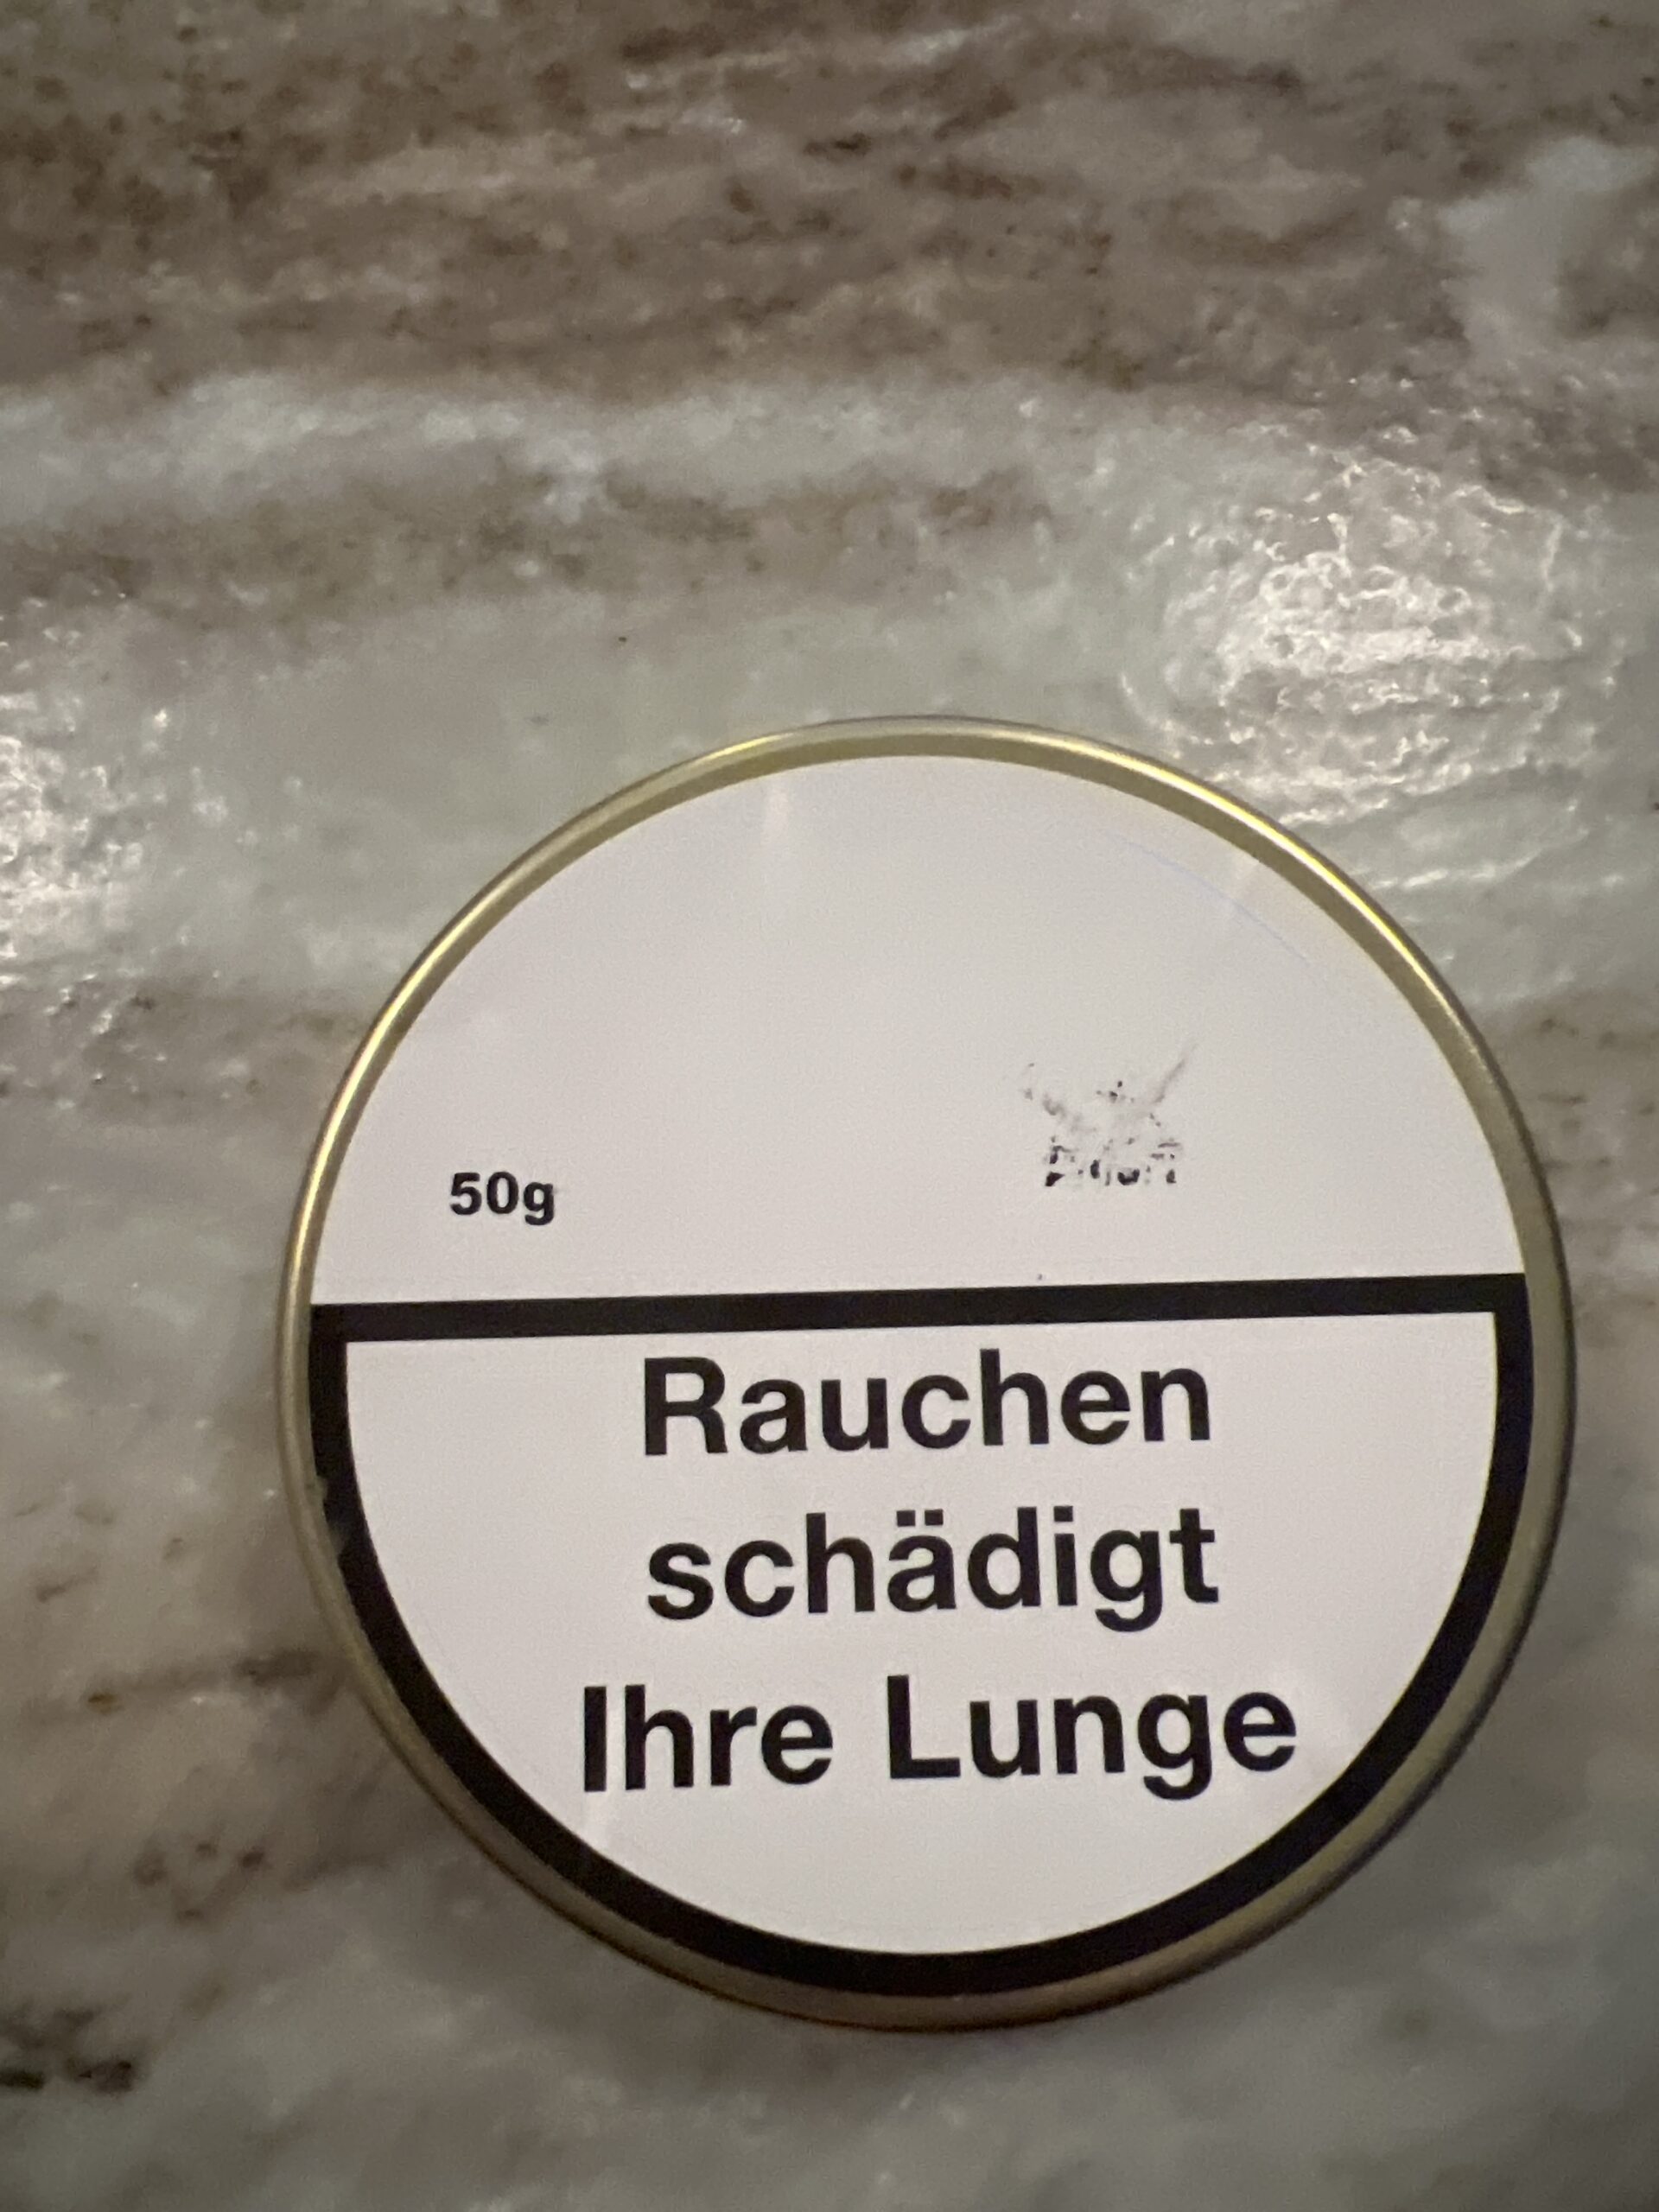 50g
Rauchen
schädigt
Ihre Lunge